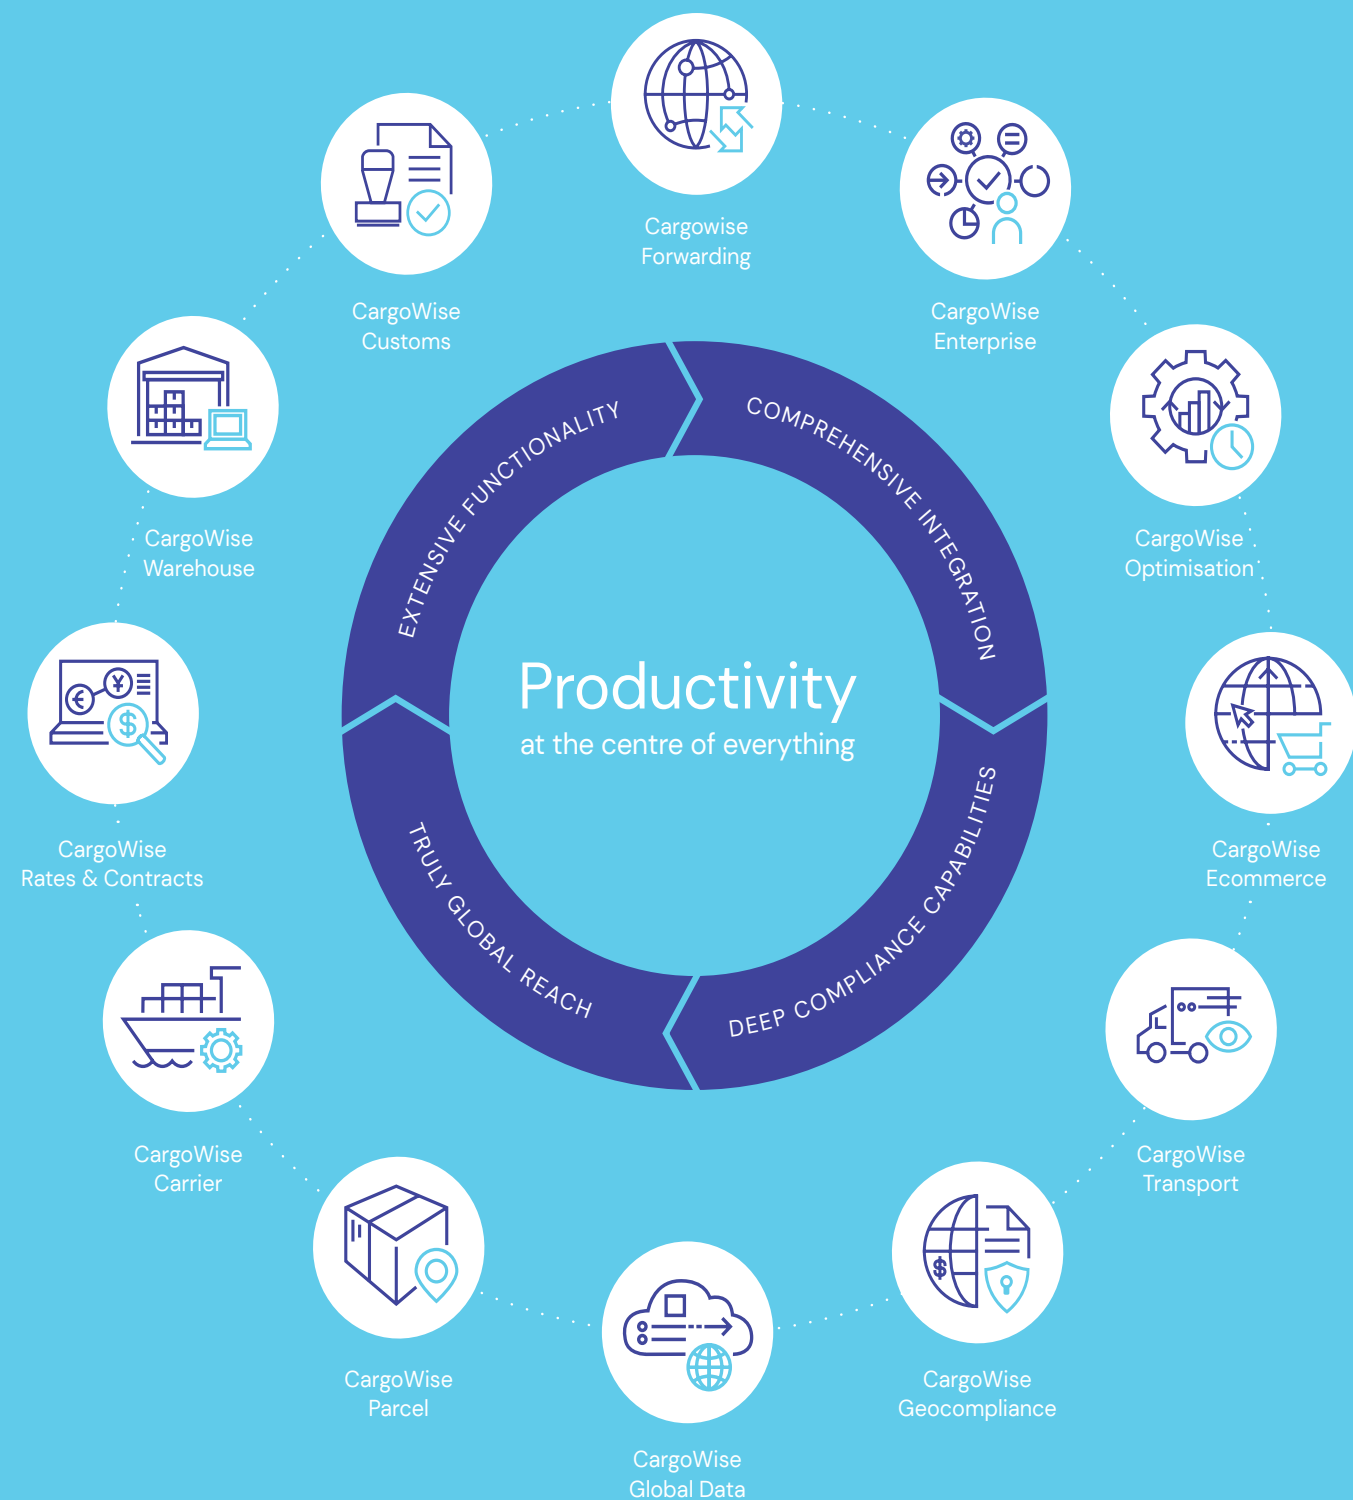 Cargowise
Forwarding
CargoWise
Customs
CargoWise
Enterprise
CargoWise
Warehouse
CargoWise
Optimisation
CargoWise
Rates & Contracts
CargoWise
Ecommerce
CargoWise
Carrier
CargoWise
Transport
CargoWise
Parcel
CargoWise
Geocompliance
CargoWise
Global Data
EXTENSIVE FUNCTIONALITY
COMPREHENSIVE INTEGRATION
DEEP COMPLIANCE CAPABILITIES
TRULY GLOBAL REACH
Productivity
at the centre of everything